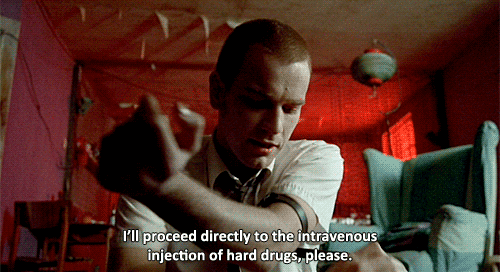 I'll proceed directly to the intravenous
injection of hard drugs, please.